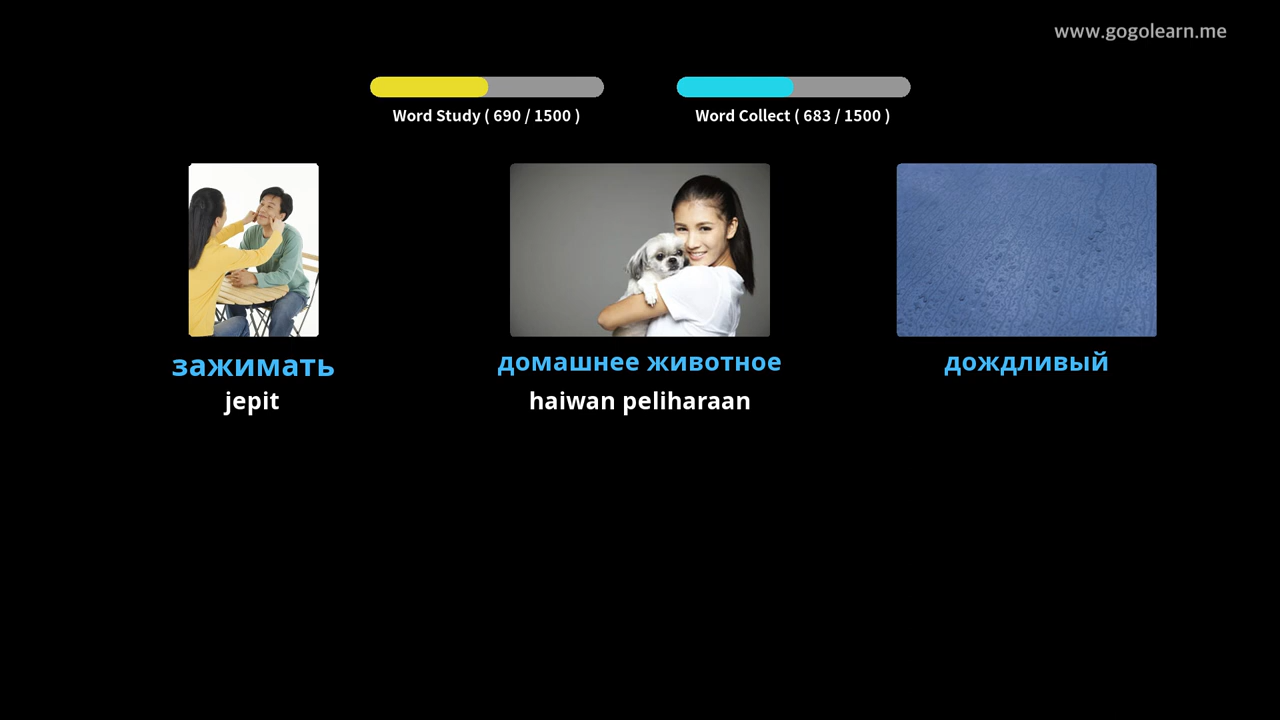 www.gogolearn.me
Word Study ( 690 / 1500 )
Word Collect ( 683 / 1500 )
зажимать
jepit
домашнее животное
haiwan peliharaan
дождливый